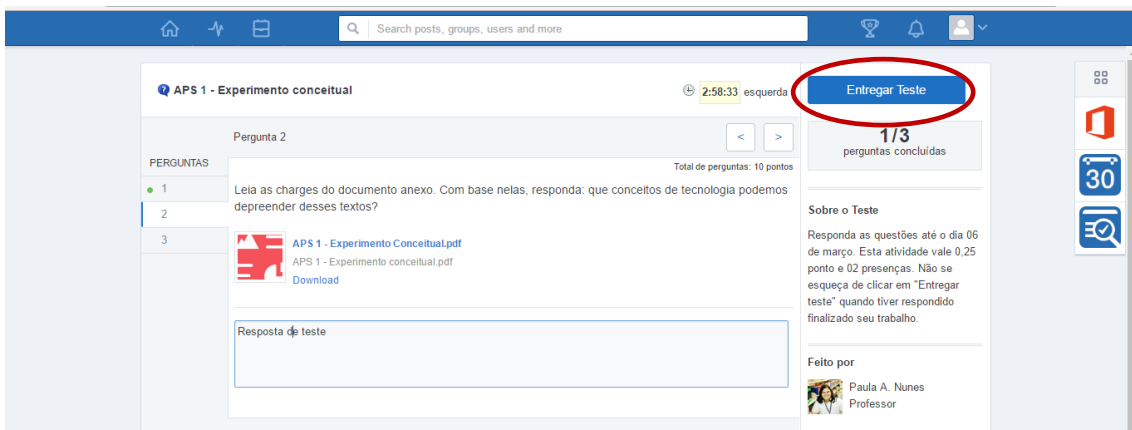 Search posts, groups, users and more
APS 1 - Experimento conceitual
2:58:33 esquerda
Entregar Teste
Pergunta 2
< >
1/3
perguntas concluídas
PERGUNTAS
Total de perguntas: 10 pontos
1
2
3
Leia as charges do documento anexo. Com base nelas, responda: que conceitos de tecnologia podemos
depreender desses textos?
APS 1 - Experimento Conceitual.pdf
APS 1 - Experimento conceitual.pdf
Download
Resposta de teste
Sobre o Teste
Responda as questões até o dia 06
de março. Esta atividade vale 0,25
ponto e 02 presenças. Não se
esqueça de clicar em "Entregar
teste" quando tiver respondido
finalizado seu trabalho.
Feito por
Paula A. Nunes
Professor
30